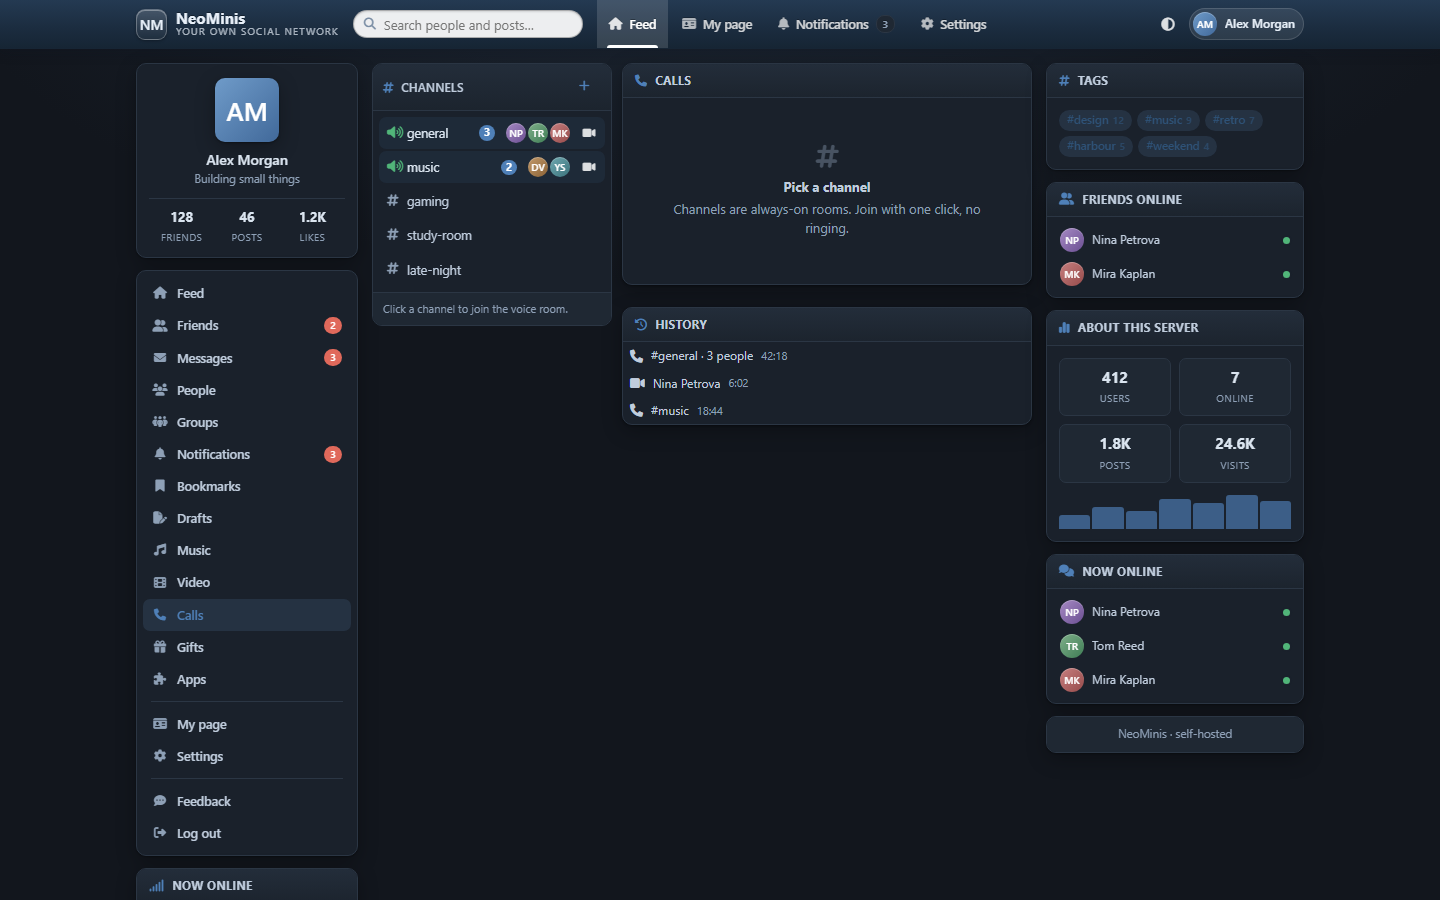 NM
NeoMinis
YOUR OWN SOCIAL NETWORK
Search people and posts...
Feed
My page
Notifications 3
Settings
AM Alex Morgan
AM
Alex Morgan
Building small things
128 46 1.2K
FRIENDS POSTS LIKES
Feed
Friends 2
Messages 3
People
Groups
Notifications 3
Bookmarks
Drafts
Music
Video
Calls
Gifts
Apps
My page
Settings
Feedback
Log out
NOW ONLINE
# CHANNELS +
general 3 NP TR MK
music 2 DV YS
# gaming
# study-room
# late-night
Click a channel to join the voice room.
CALLS
#
Pick a channel
Channels are always-on rooms. Join with one click, no
ringing.
HISTORY
#general · 3 people 42:18
Nina Petrova 6:02
#music 18:44
# TAGS
#design 12 #music 9 #retro 7
#harbour 5 #weekend 4
FRIENDS ONLINE
NP Nina Petrova
MK Mira Kaplan
ABOUT THIS SERVER
412 7
USERS ONLINE
1.8K 24.6K
POSTS VISITS
NOW ONLINE
NP Nina Petrova
TR Tom Reed
MK Mira Kaplan
NeoMinis · self-hosted